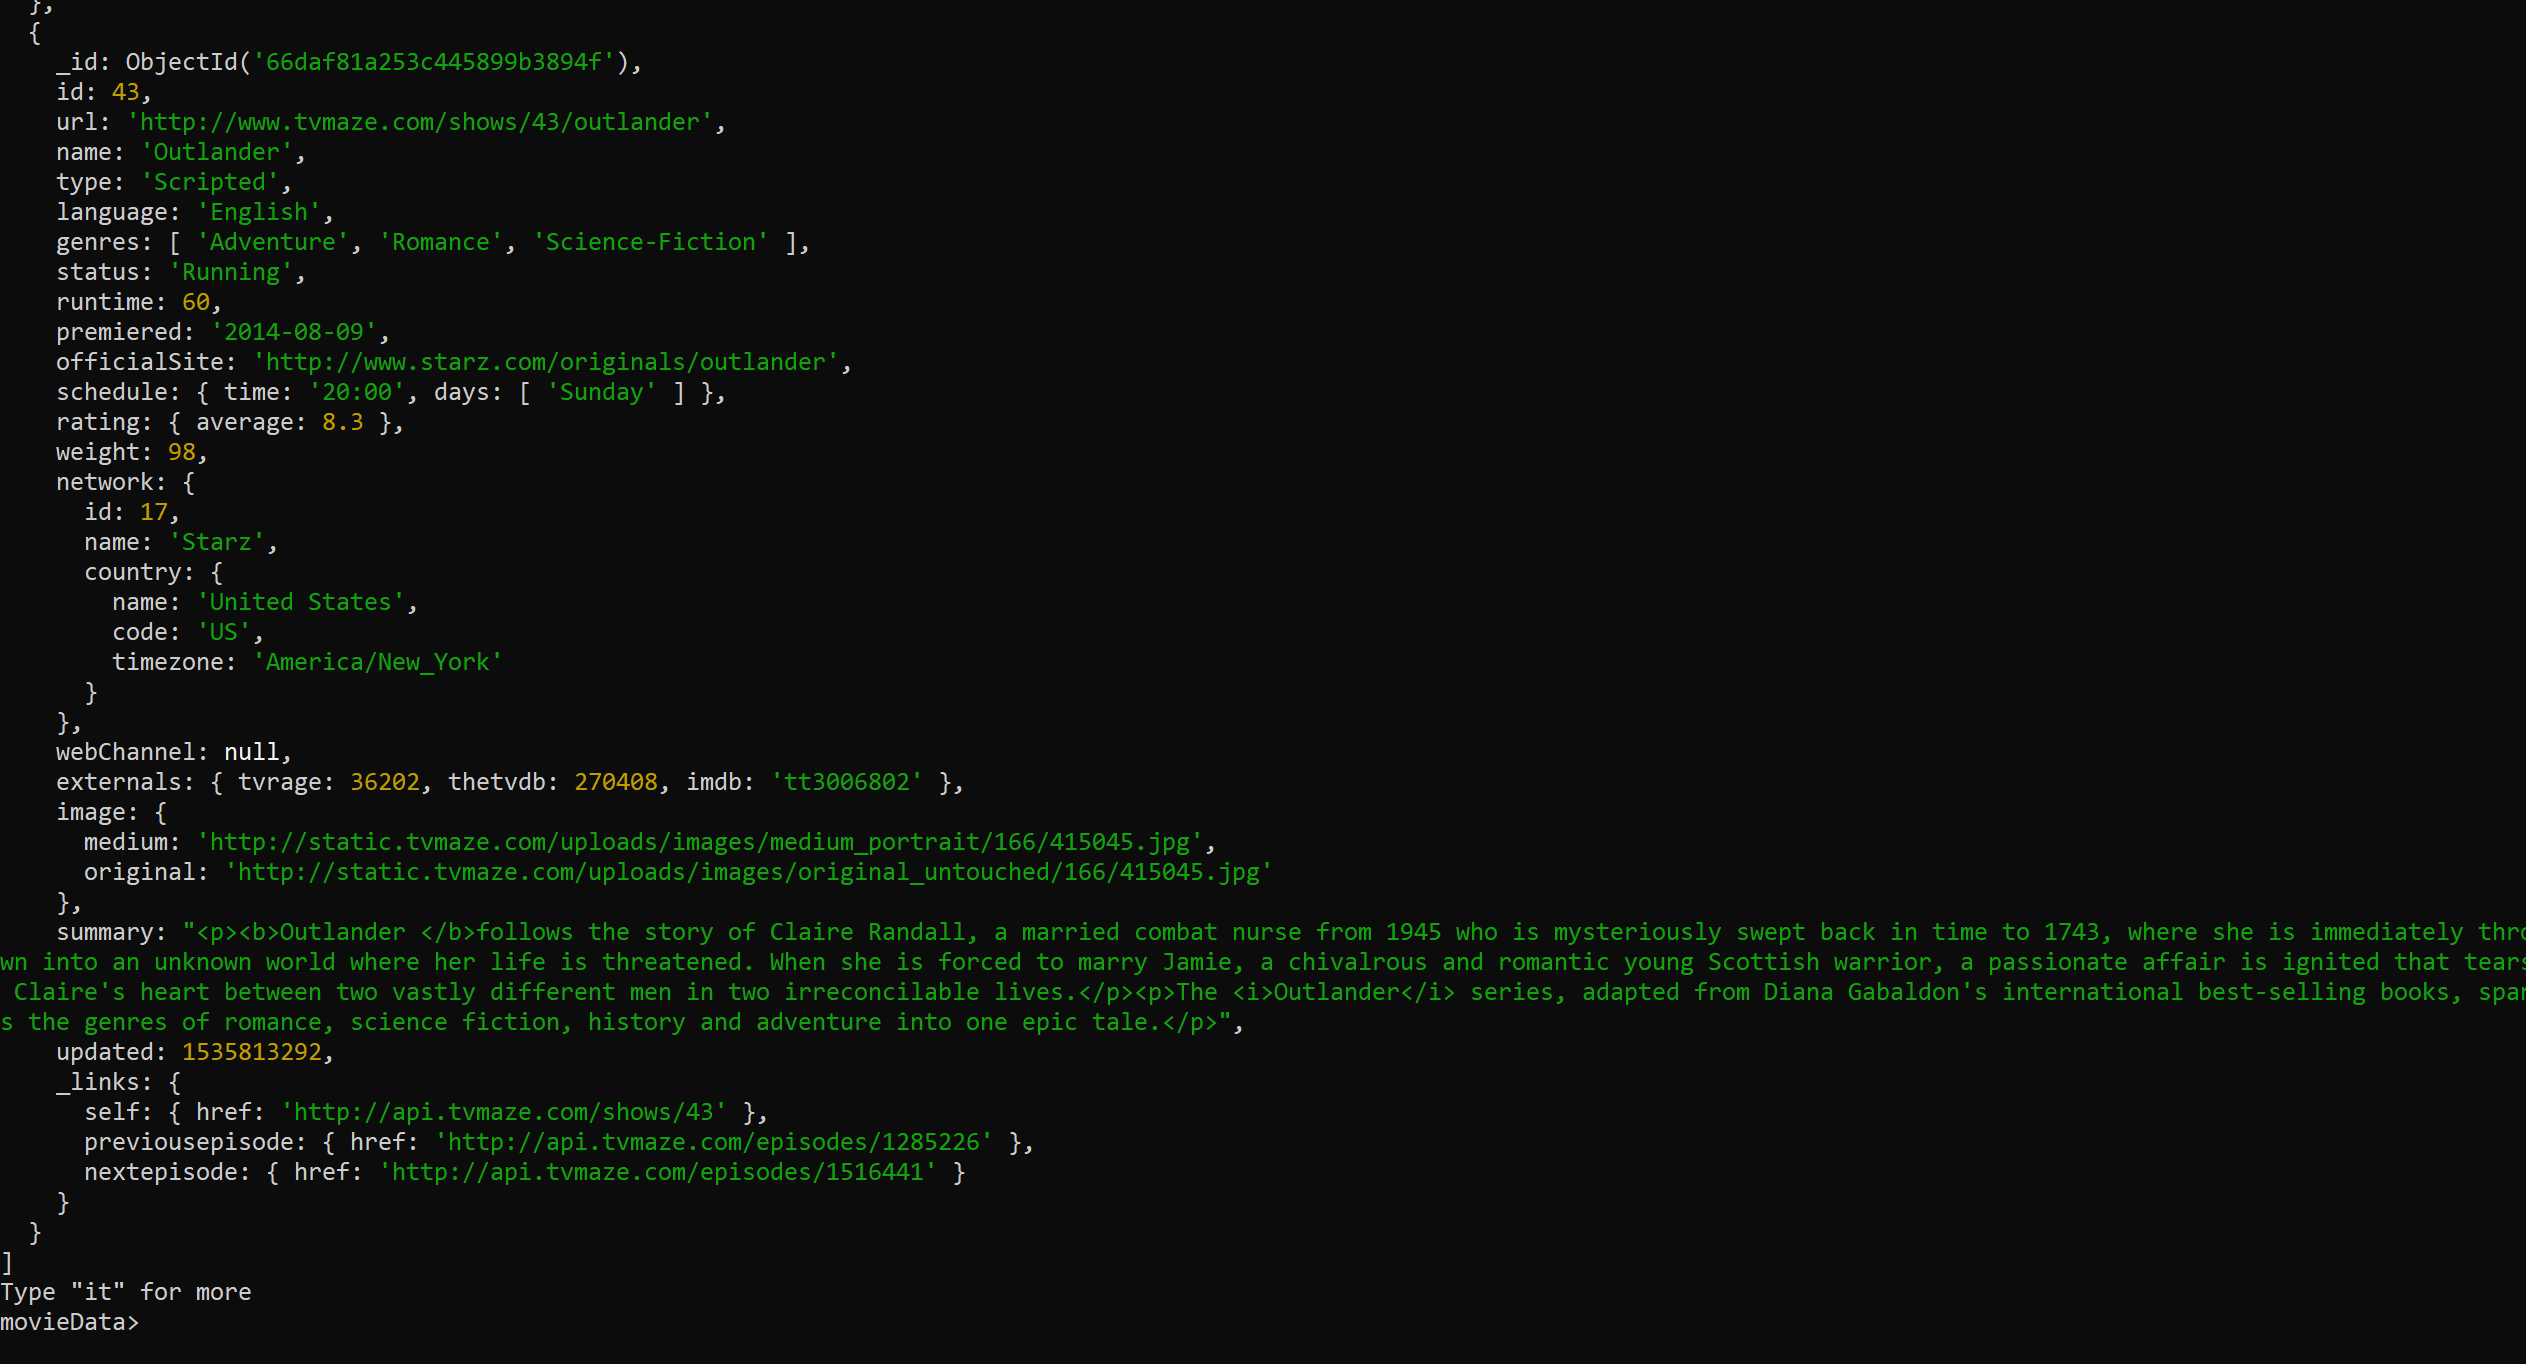 },
{
_id: ObjectId('66daf81a253c445899b3894f'),
id: 43,
url: 'http://www.tvmaze.com/shows/43/outlander',
name: 'Outlander',
type: 'Scripted',
language: 'English',
genres: [ 'Adventure', 'Romance', 'Science-Fiction' ],
status: 'Running',
runtime: 60,
premiered: '2014-08-09',
officialSite: 'http://www.starz.com/originals/outlander',
schedule: { time: '20:00', days: [ 'Sunday' ] },
rating: { average: 8.3 },
weight: 98,
network: {
id: 17,
name: 'Starz',
country: {
name: 'United States',
code: 'US',
timezone: 'America/New_York'
}
},
webChannel: null,
externals: { tvrage: 36202, thetvdb: 270408, imdb: 'tt3006802' },
image: {
medium: 'http://static.tvmaze.com/uploads/images/medium_portrait/166/415045.jpg',
original: 'http://static.tvmaze.com/uploads/images/original_untouched/166/415045.jpg'
},
summary: "<p><b>Outlander </b>follows the story of Claire Randall, a married combat nurse from 1945 who is mysteriously swept back in time to 1743, where she is immediately thro
wn into an unknown world where her life is threatened. When she is forced to marry Jamie, a chivalrous and romantic young Scottish warrior, a passionate affair is ignited that tears
Claire's heart between two vastly different men in two irreconcilable lives.</p><p>The <i>Outlander</i> series, adapted from Diana Gabaldon's international best-selling books, span
s the genres of romance, science fiction, history and adventure into one epic tale.</p>",
updated: 1535813292,
_links: {
self: { href: 'http://api.tvmaze.com/shows/43' },
previousepisode: { href: 'http://api.tvmaze.com/episodes/1285226' },
nextepisode: { href: 'http://api.tvmaze.com/episodes/1516441' }
}
}
]
Type "it" for more
movieData>